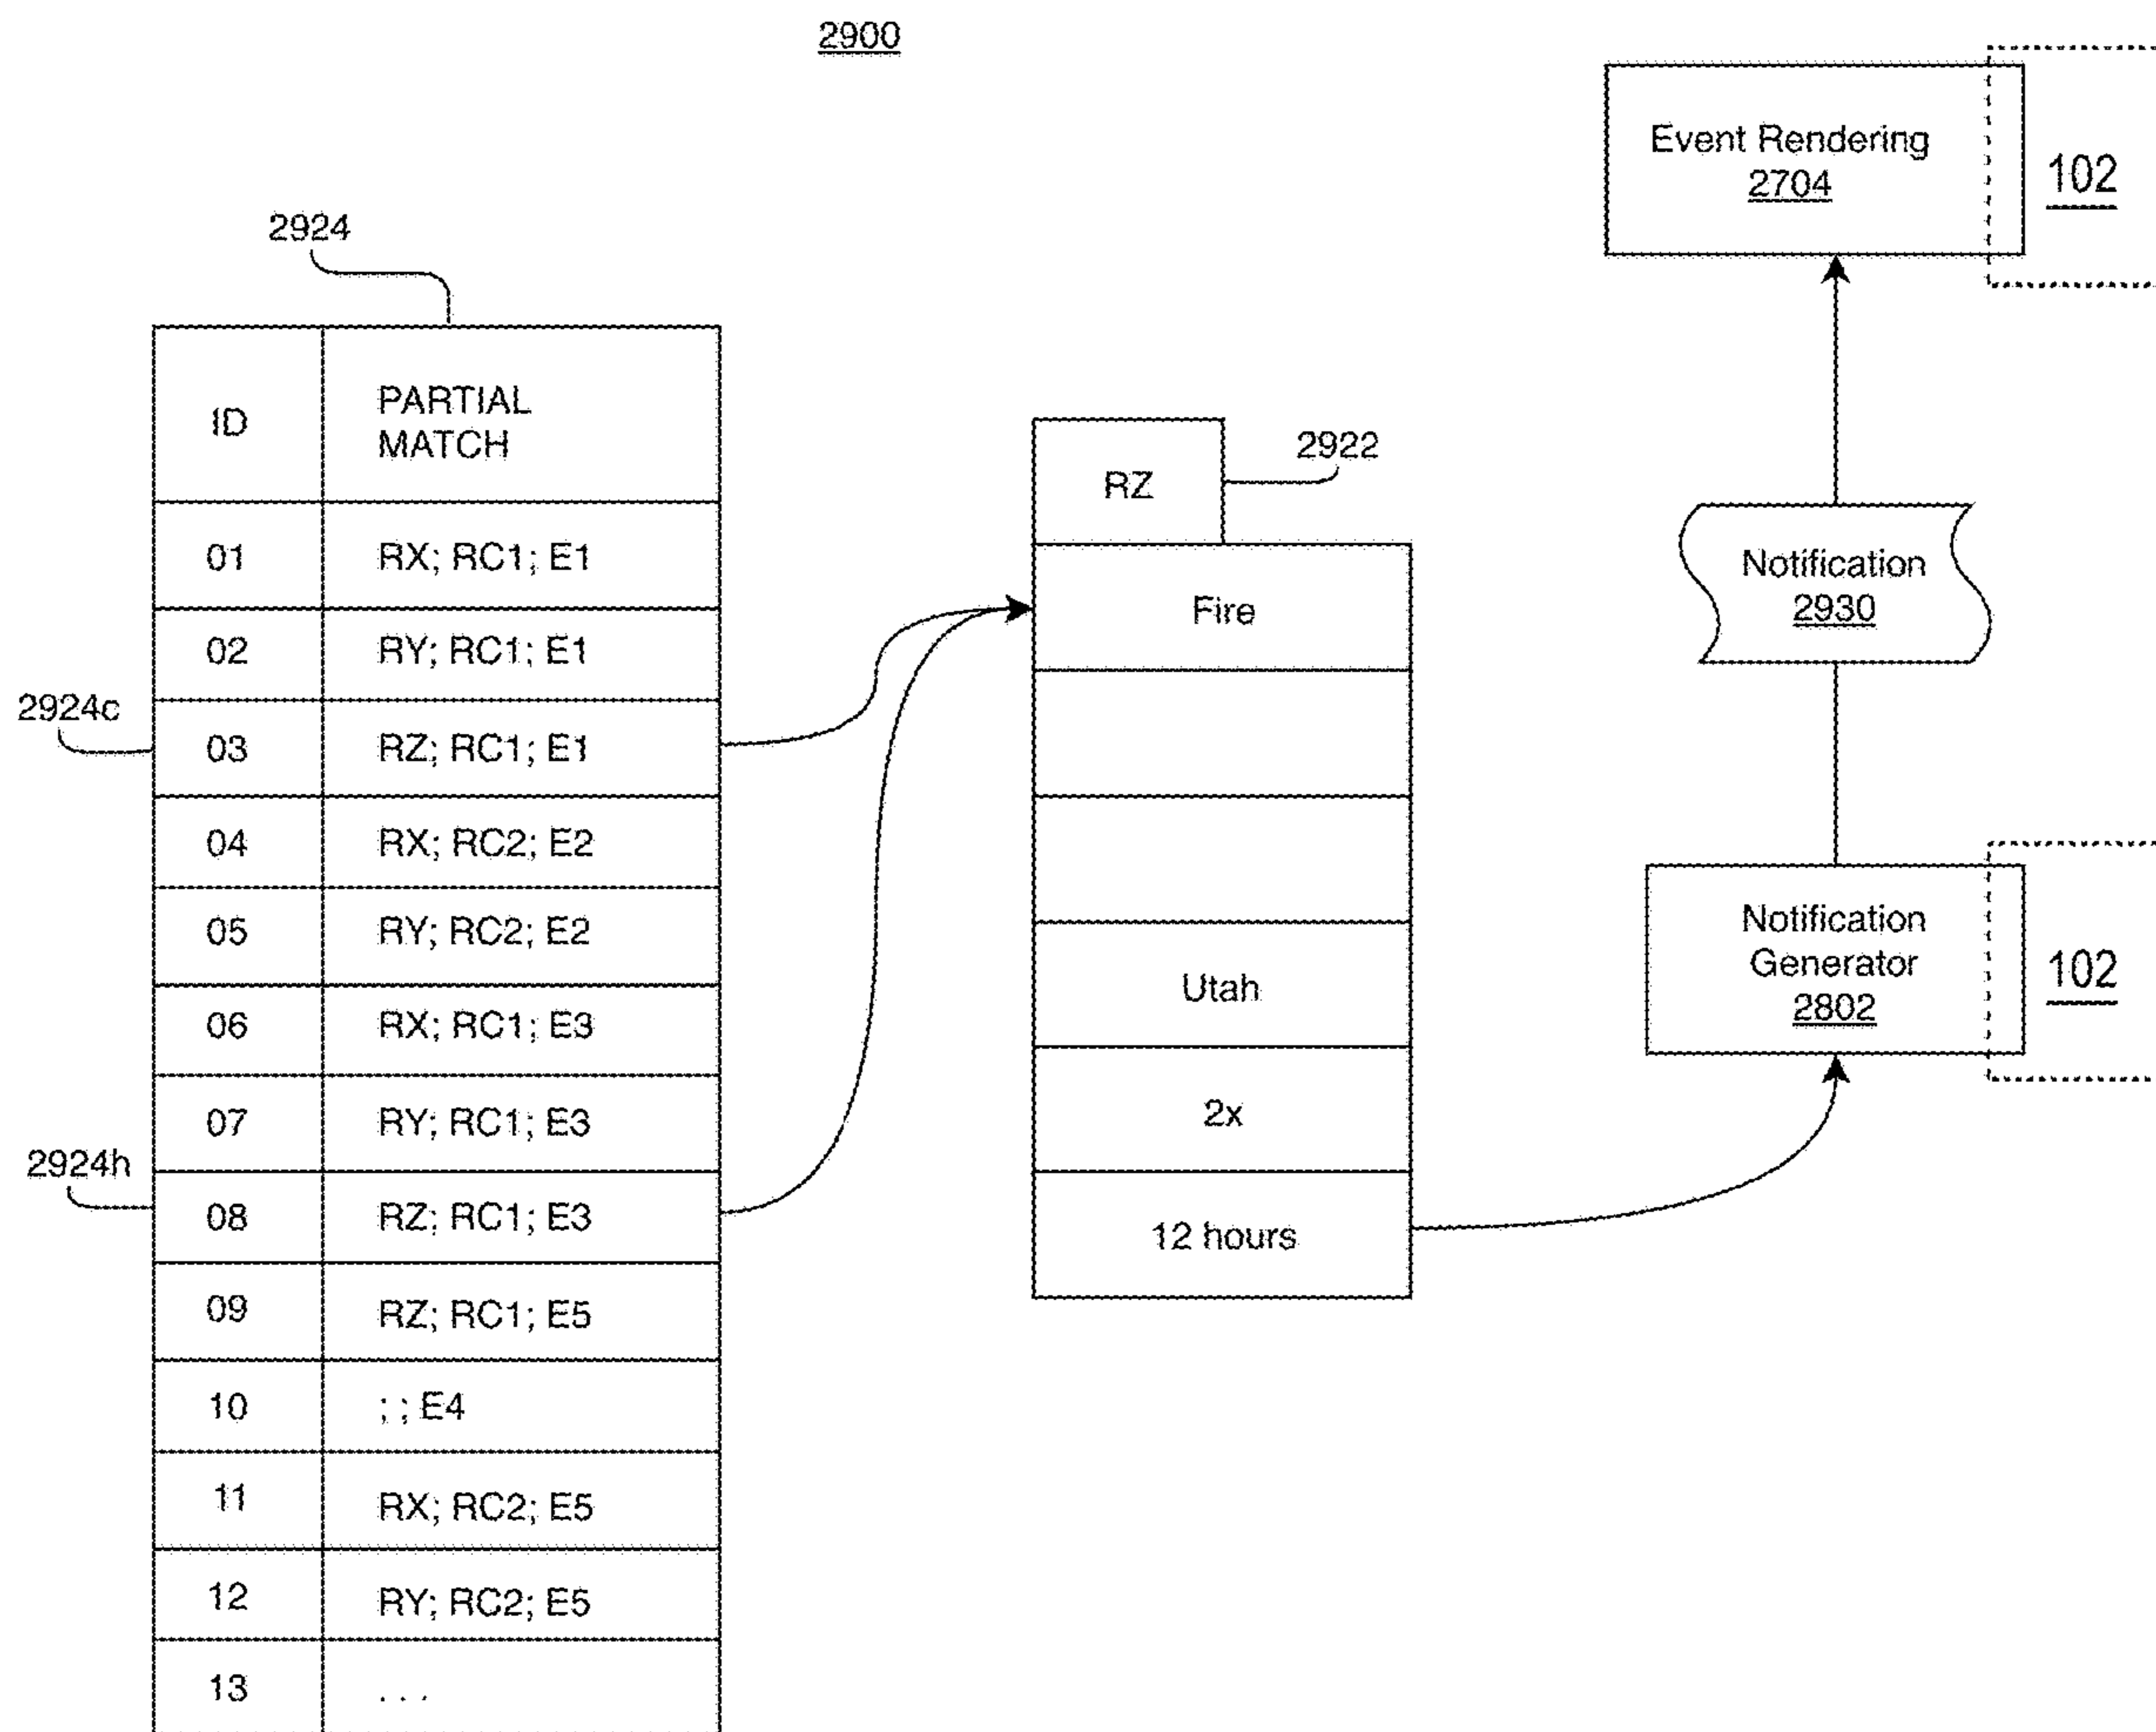 2900
2924
ID
PARTIAL
MATCH
01
RX; RC1; E1
02
RY; RC1; E1
2924c
03
RZ; RC1; E1
04
RX; RC2; E2
05
RY; RC2; E2
06
RX; RC1; E3
07
RY; RC1; E3
2924h
08
RZ; RC1; E3
09
RZ; RC1; E5
10
; ; E4
11
RX; RC2; E5
12
RY; RC2; E5
13
. . .
RZ
2922
Fire
Utah
2x
12 hours
Event Rendering
2704
102
Notification
2930
Notification
Generator
2802
102